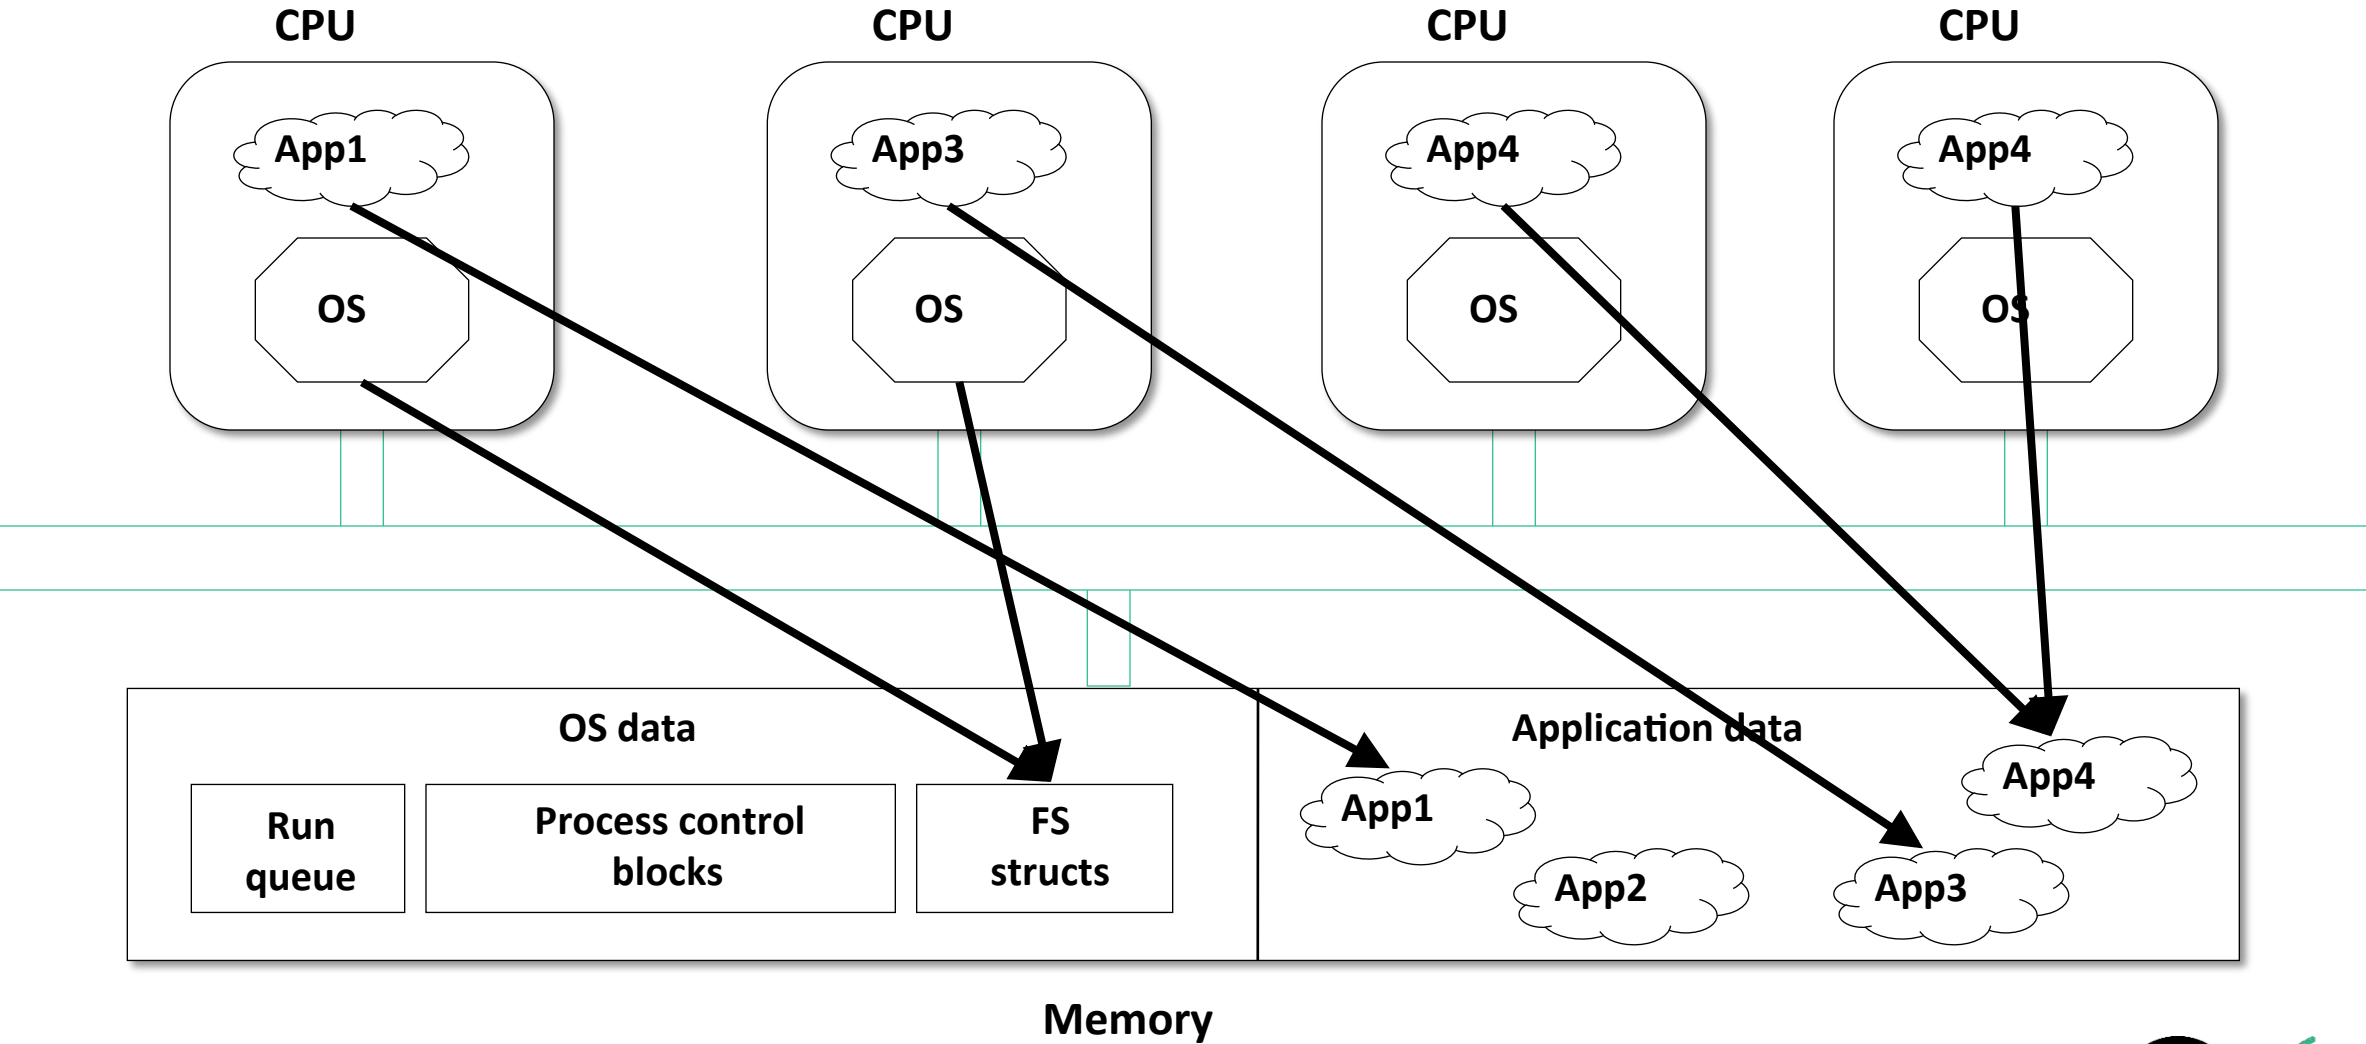 CPU
CPU
CPU
CPU
App1
App3
App4
App4
OS
OS
OS
OS
OS data
Application data
Run
queue
Process control
blocks
FS
structs
App1
App2
App3
App4
Memory